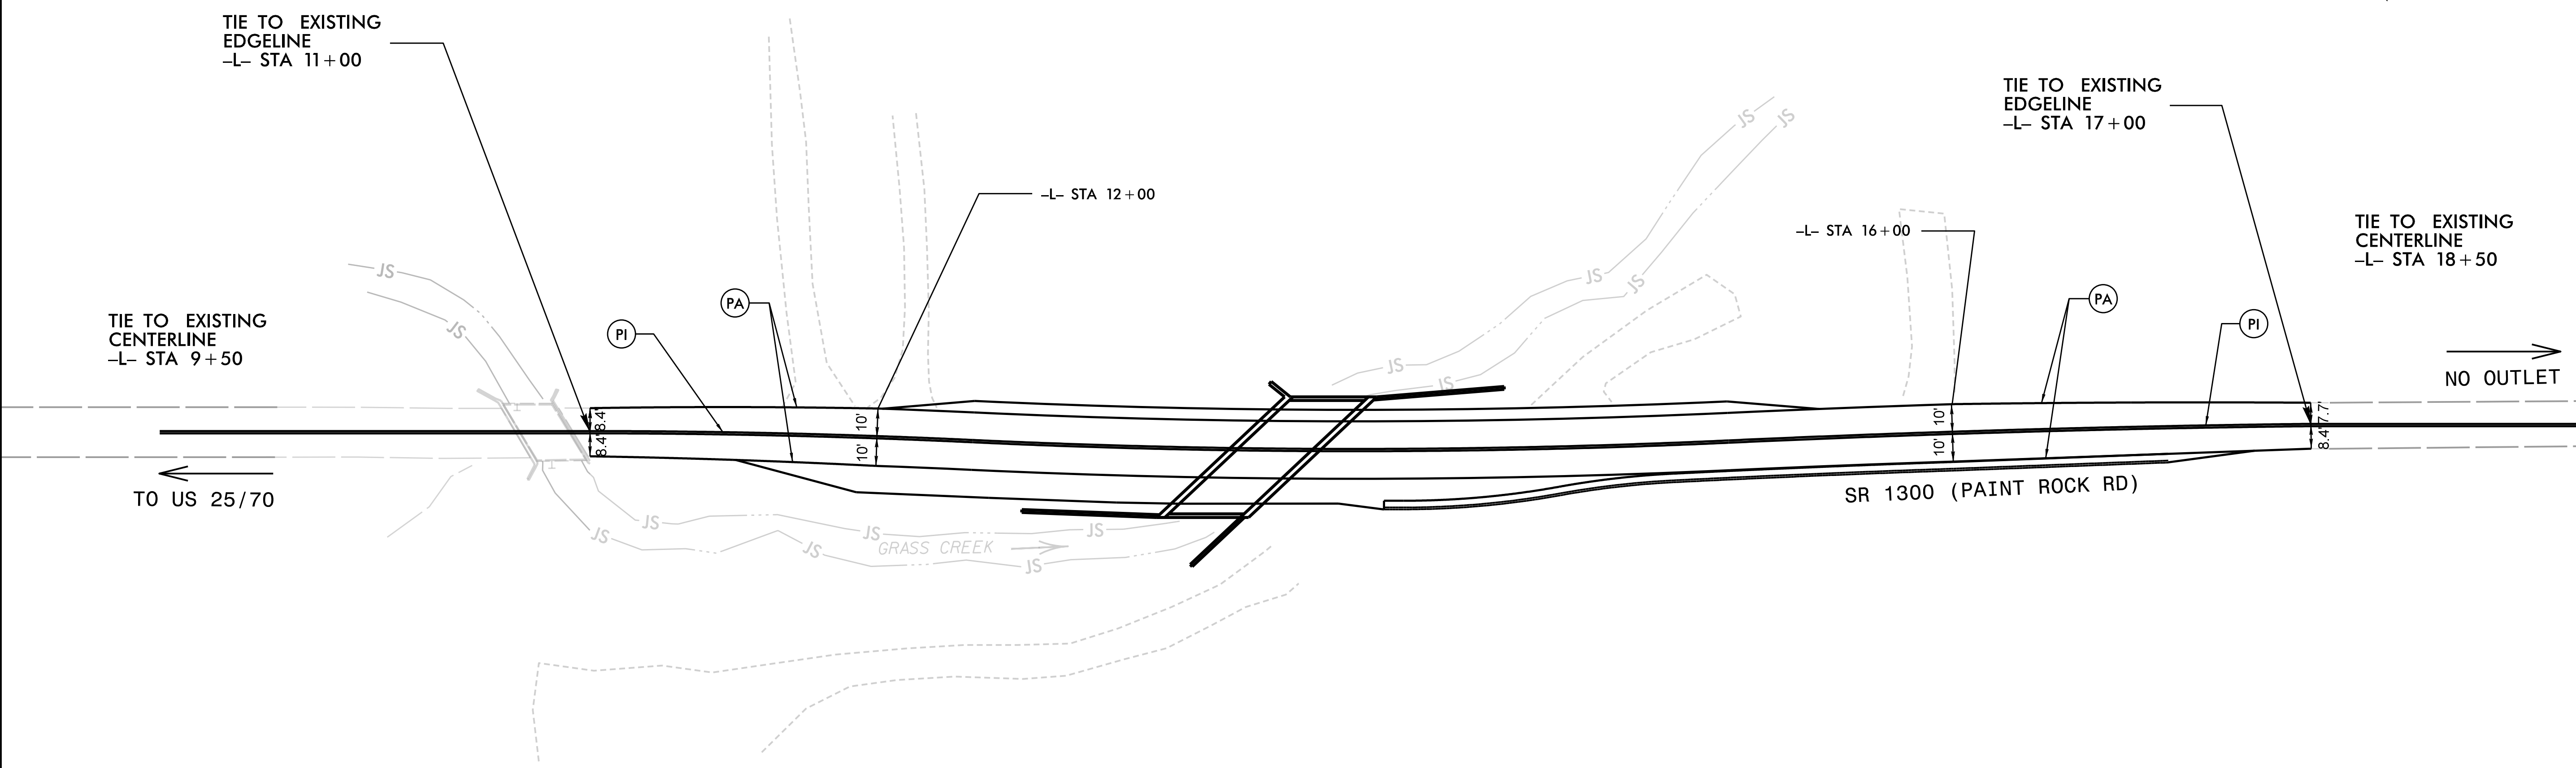 TIE TO EXISTING
EDGELINE
–L– STA 11+00
TIE TO EXISTING
EDGELINE
–L– STA 17+00
–L– STA 12+00
–L– STA 16+00
TIE TO EXISTING
CENTERLINE
–L– STA 18+50
TIE TO EXISTING
CENTERLINE
–L– STA 9+50
JS
JS
JS
JS
JS
JS
JS
JS
PA
PI
PA
PI
NO OUTLET
8.4'
8.4'
10'
10'
10'
10'
7.7'
8.4'
TO US 25/70
SR 1300 (PAINT ROCK RD)
JS
JS
JS
JS
JS
JS
GRASS CREEK